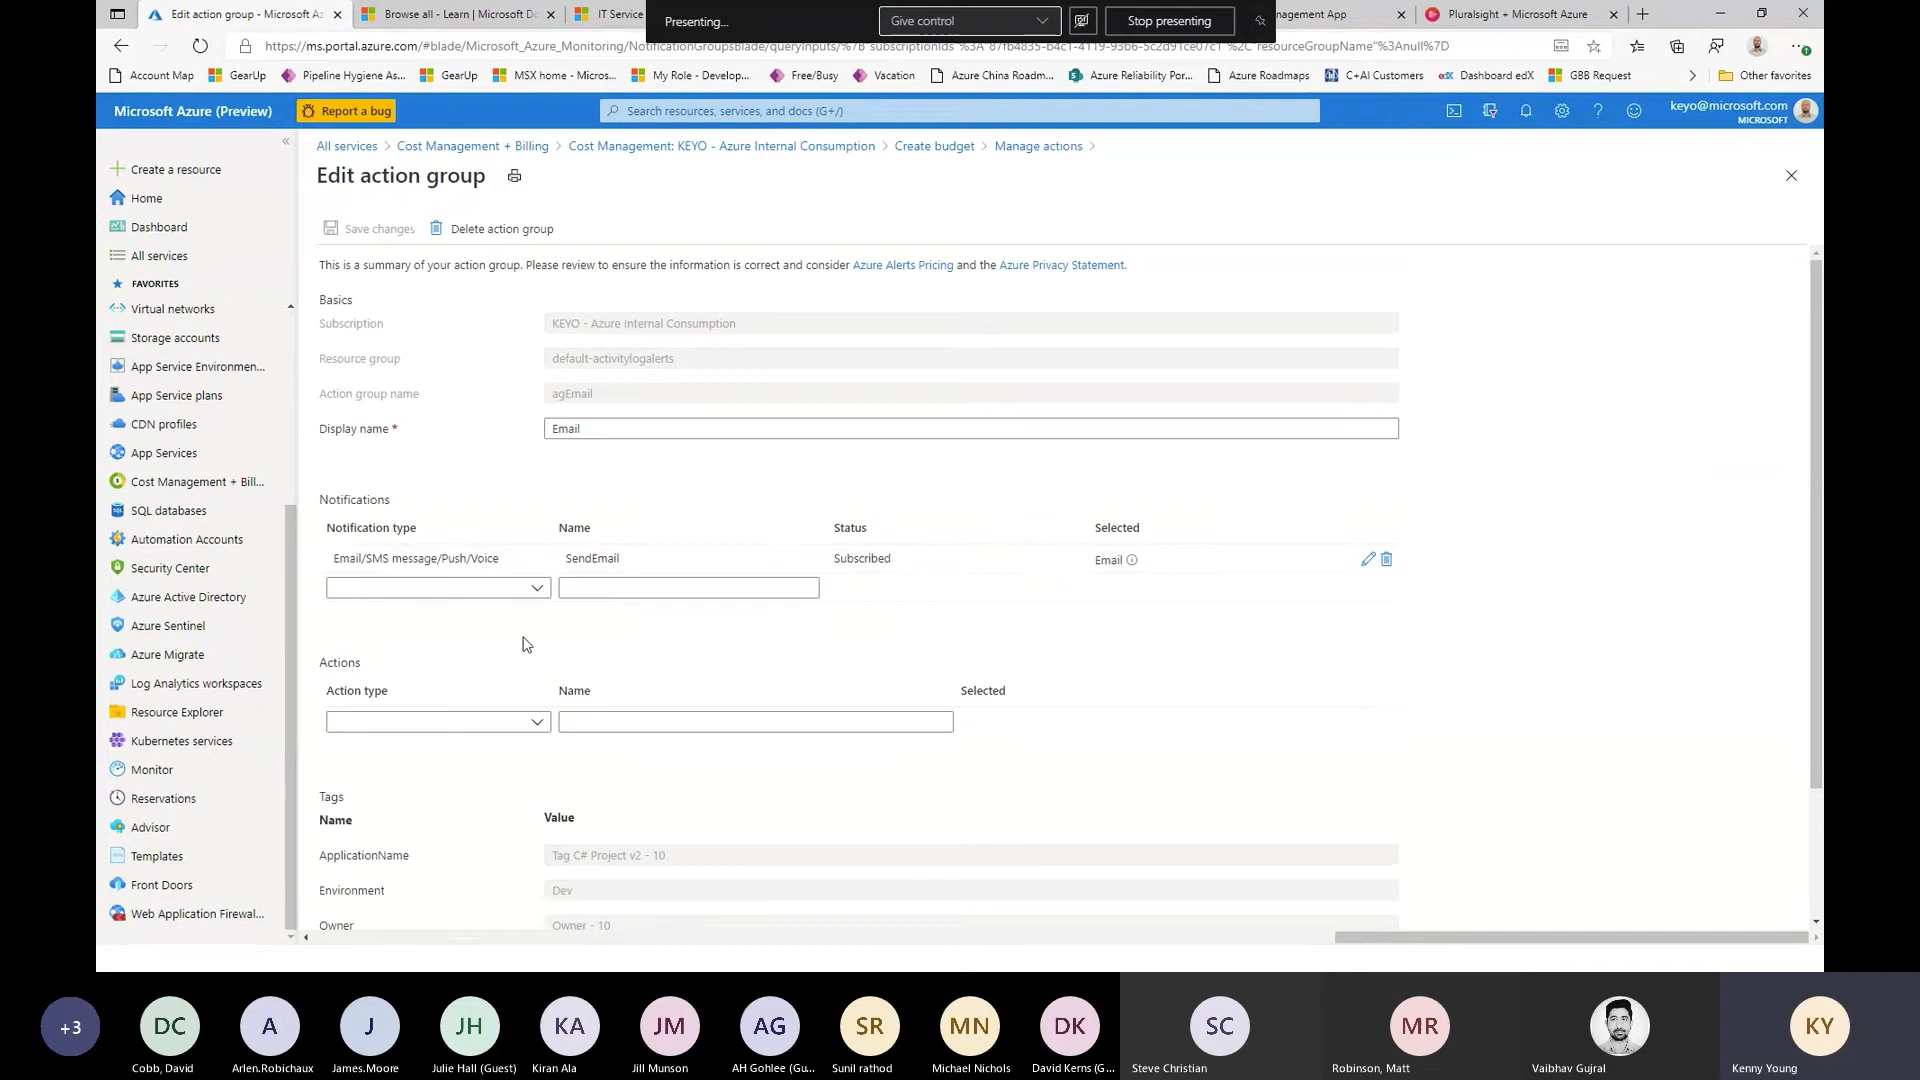 Edit action group - Microsoft Az
Browse all - Learn | Microsoft Do
IT Service
Presenting...
Give control
Stop presenting
nagement App
Pluralsight + Microsoft Azure
https://ms.portal.azure.com/#blade/Microsoft_Azure_Monitoring/NotificationGroupsBlade/queryInputs/%7B"subscriptionIds"%3A"87fb4835-b4c1-4119-93b6-5c2d91ce07c1"%2C"resourceGroupName"%3Anull%7D
Account Map
GearUp
Pipeline Hygiene As...
GearUp
MSX home - Micros...
My Role - Develop...
Free/Busy
Vacation
Azure China Roadm...
Azure Reliability Por...
Azure Roadmaps
C+AI Customers
Dashboard edX
GBB Request
Other favorites
Microsoft Azure (Preview)
Report a bug
Search resources, services, and docs (G+/)
keyo@microsoft.com
MICROSOFT
All services > Cost Management + Billing > Cost Management: KEYO - Azure Internal Consumption > Create budget > Manage actions >
Edit action group
Save changes
Delete action group
This is a summary of your action group. Please review to ensure the information is correct and consider Azure Alerts Pricing and the Azure Privacy Statement.
Create a resource
Home
Dashboard
All services
FAVORITES
Virtual networks
Storage accounts
App Service Environmen...
App Service plans
CDN profiles
App Services
Cost Management + Bill...
SQL databases
Automation Accounts
Security Center
Azure Active Directory
Azure Sentinel
Azure Migrate
Log Analytics workspaces
Resource Explorer
Kubernetes services
Monitor
Reservations
Advisor
Templates
Front Doors
Web Application Firewal...
Basics
Subscription
KEYO - Azure Internal Consumption
Resource group
default-activitylogalerts
Action group name
agEmail
Display name *
Email
Notifications
Notification type
Name
Status
Selected
Email/SMS message/Push/Voice
SendEmail
Subscribed
Email
Actions
Action type
Name
Selected
Tags
Name
Value
ApplicationName
Tag C# Project v2 - 10
Environment
Dev
Owner
Owner - 10
+3
DC
A
J
JH
KA
JM
AG
SR
MN
DK
SC
MR
KY
Cobb, David
Arlen.Robichaux
James.Moore
Julie Hall (Guest)
Kiran Ala
Jill Munson
AH Gohlee (Gu...
Sunil rathod
Michael Nichols
David Kerns (G...
Steve Christian
Robinson, Matt
Vaibhav Gujral
Kenny Young